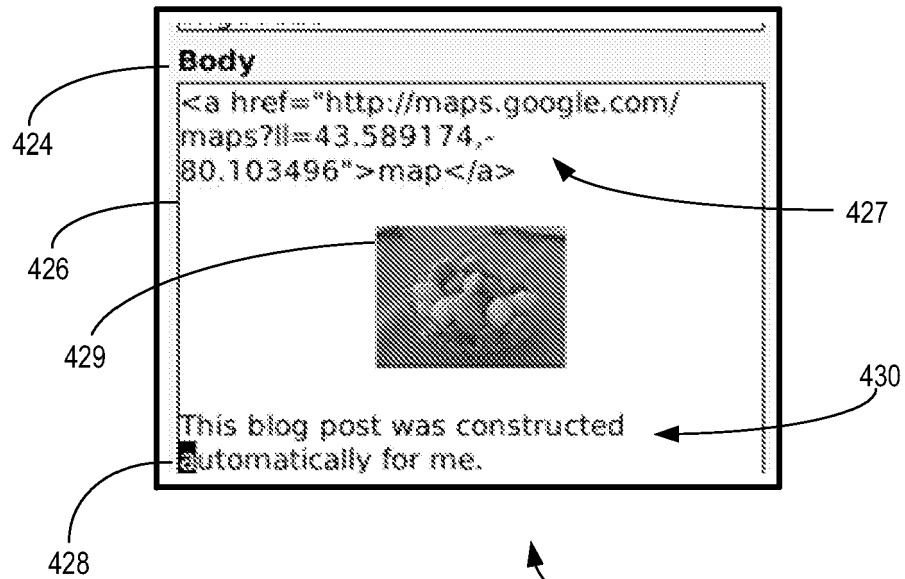 Body
<a href="http://maps.google.com/
maps?ll=43.589174,-
80.103496">map</a>
This blog post was constructed
automatically for me.
424
426
427
429
430
428